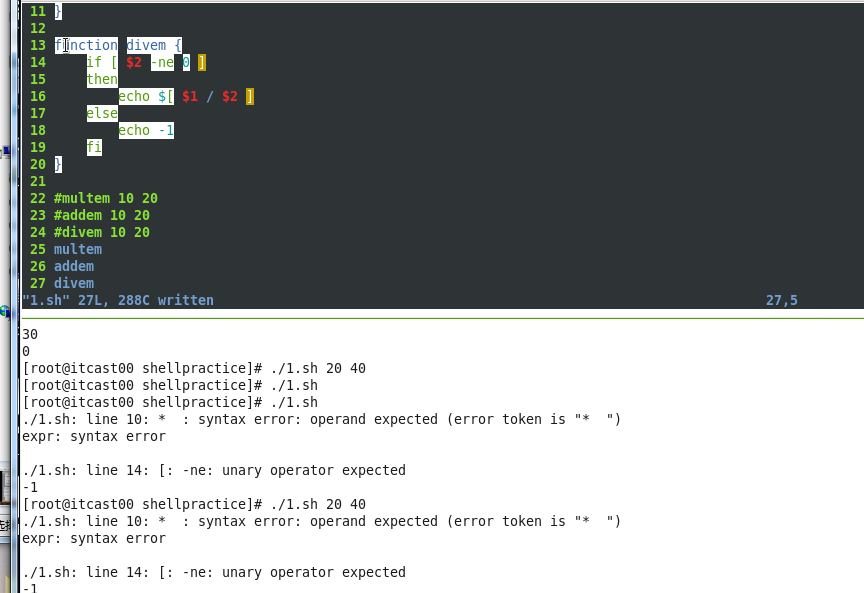 11 }
12
13 function divem {
14     if [ $2 -ne 0 ]
15     then
16         echo $[ $1 / $2 ]
17     else
18         echo -1
19     fi
20 }
21
22 #multem 10 20
23 #addem 10 20
24 #divem 10 20
25 multem
26 addem
27 divem
"1.sh" 27L, 288C written 27,5
30
0
[root@itcast00 shellpractice]# ./1.sh 20 40
[root@itcast00 shellpractice]# ./1.sh
[root@itcast00 shellpractice]# ./1.sh
./1.sh: line 10: *  : syntax error: operand expected (error token is "*  ")
expr: syntax error
./1.sh: line 14: [: -ne: unary operator expected
-1
[root@itcast00 shellpractice]# ./1.sh 20 40
./1.sh: line 10: *  : syntax error: operand expected (error token is "*  ")
expr: syntax error
./1.sh: line 14: [: -ne: unary operator expected
-1